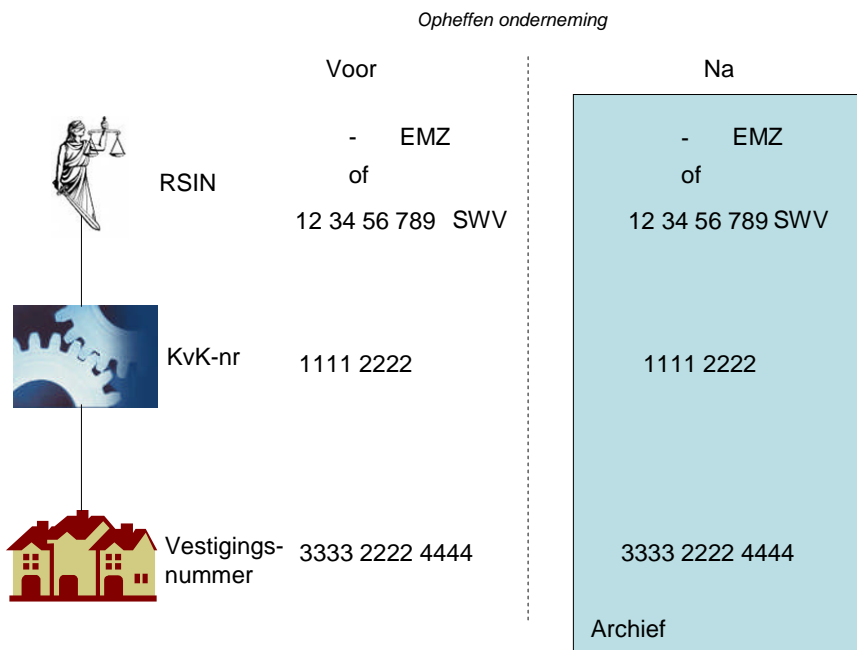 Opheffen onderneming
Voor
Na
RSIN
- EMZ
of
12 34 56 789 SWV
- EMZ
of
12 34 56 789 SWV
KvK-nr
1111 2222
1111 2222
Vestigings-
nummer
3333 2222 4444
3333 2222 4444
Archief